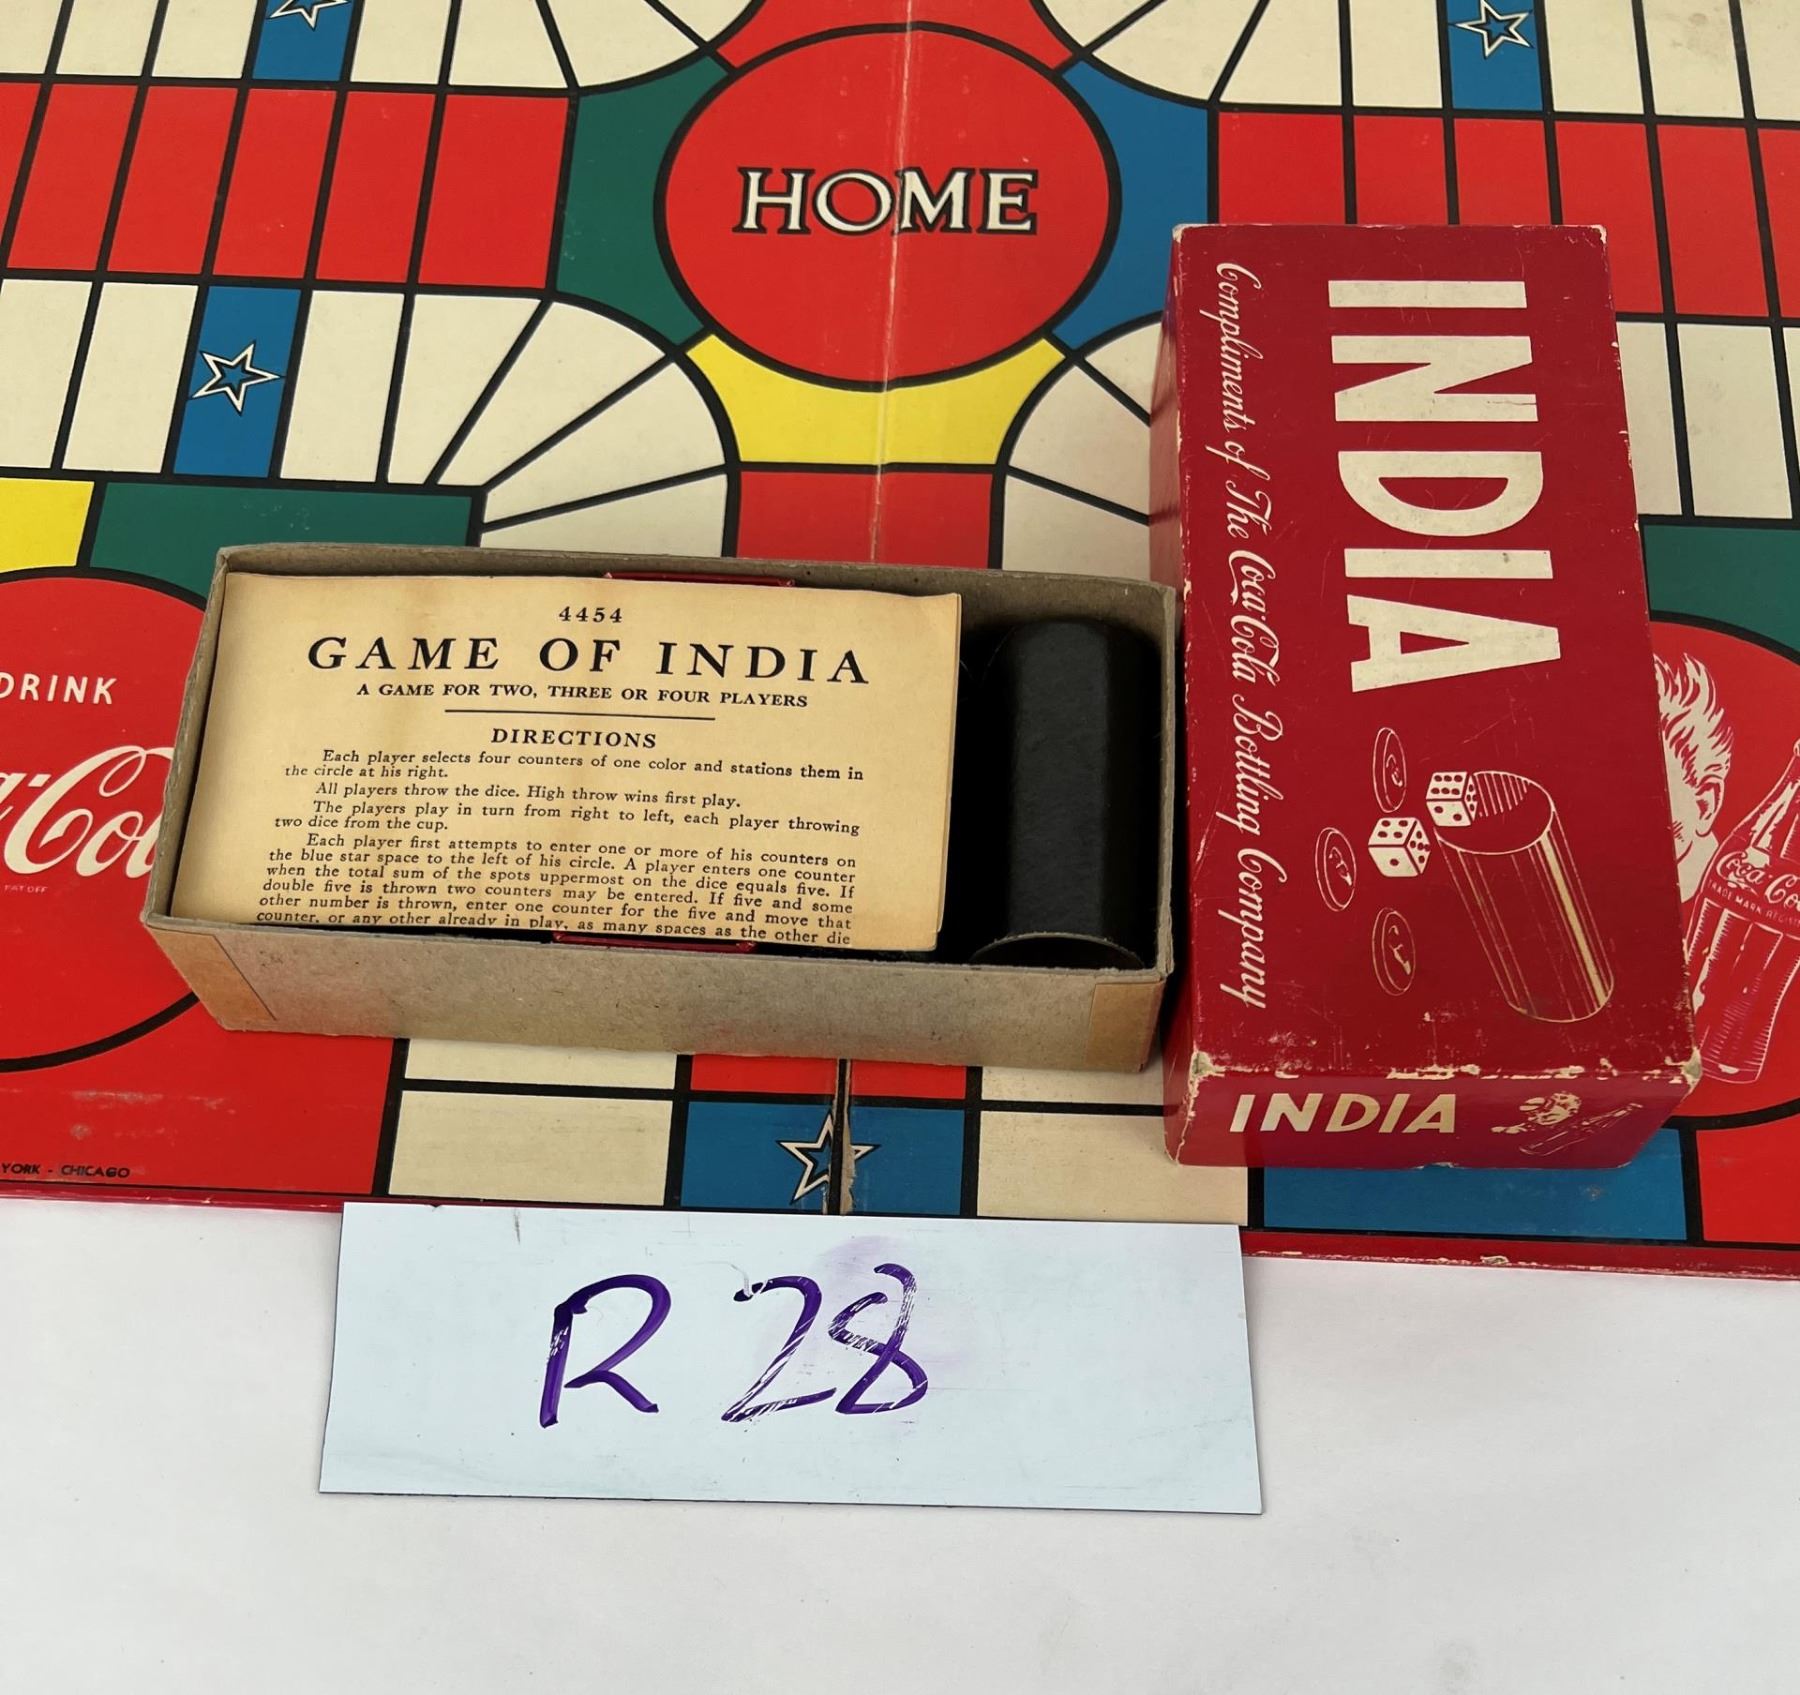 HOME
INDIA
Compliments of The Coca-Cola Bottling Company
INDIA
4454
GAME OF INDIA
A GAME FOR TWO, THREE OR FOUR PLAYERS
DIRECTIONS
Each player selects four counters of one color and stations them in
the circle at his right.
All players throw the dice. High throw wins first play.
The players play in turn from right to left, each player throwing
two dice from the cup.
Each player first attempts to enter one or more of his counters on
the blue star space to the left of his circle. A player enters one counter
when the total sum of the spots uppermost on the dice equals five. If
double five is thrown two counters may be entered. If five and some
other number is thrown, enter one counter for the five and move that
counter, or any other already in play, as many spaces as the other die
DRINK
PAT OFF
YORK - CHICAGO
TRADE MARK
R28